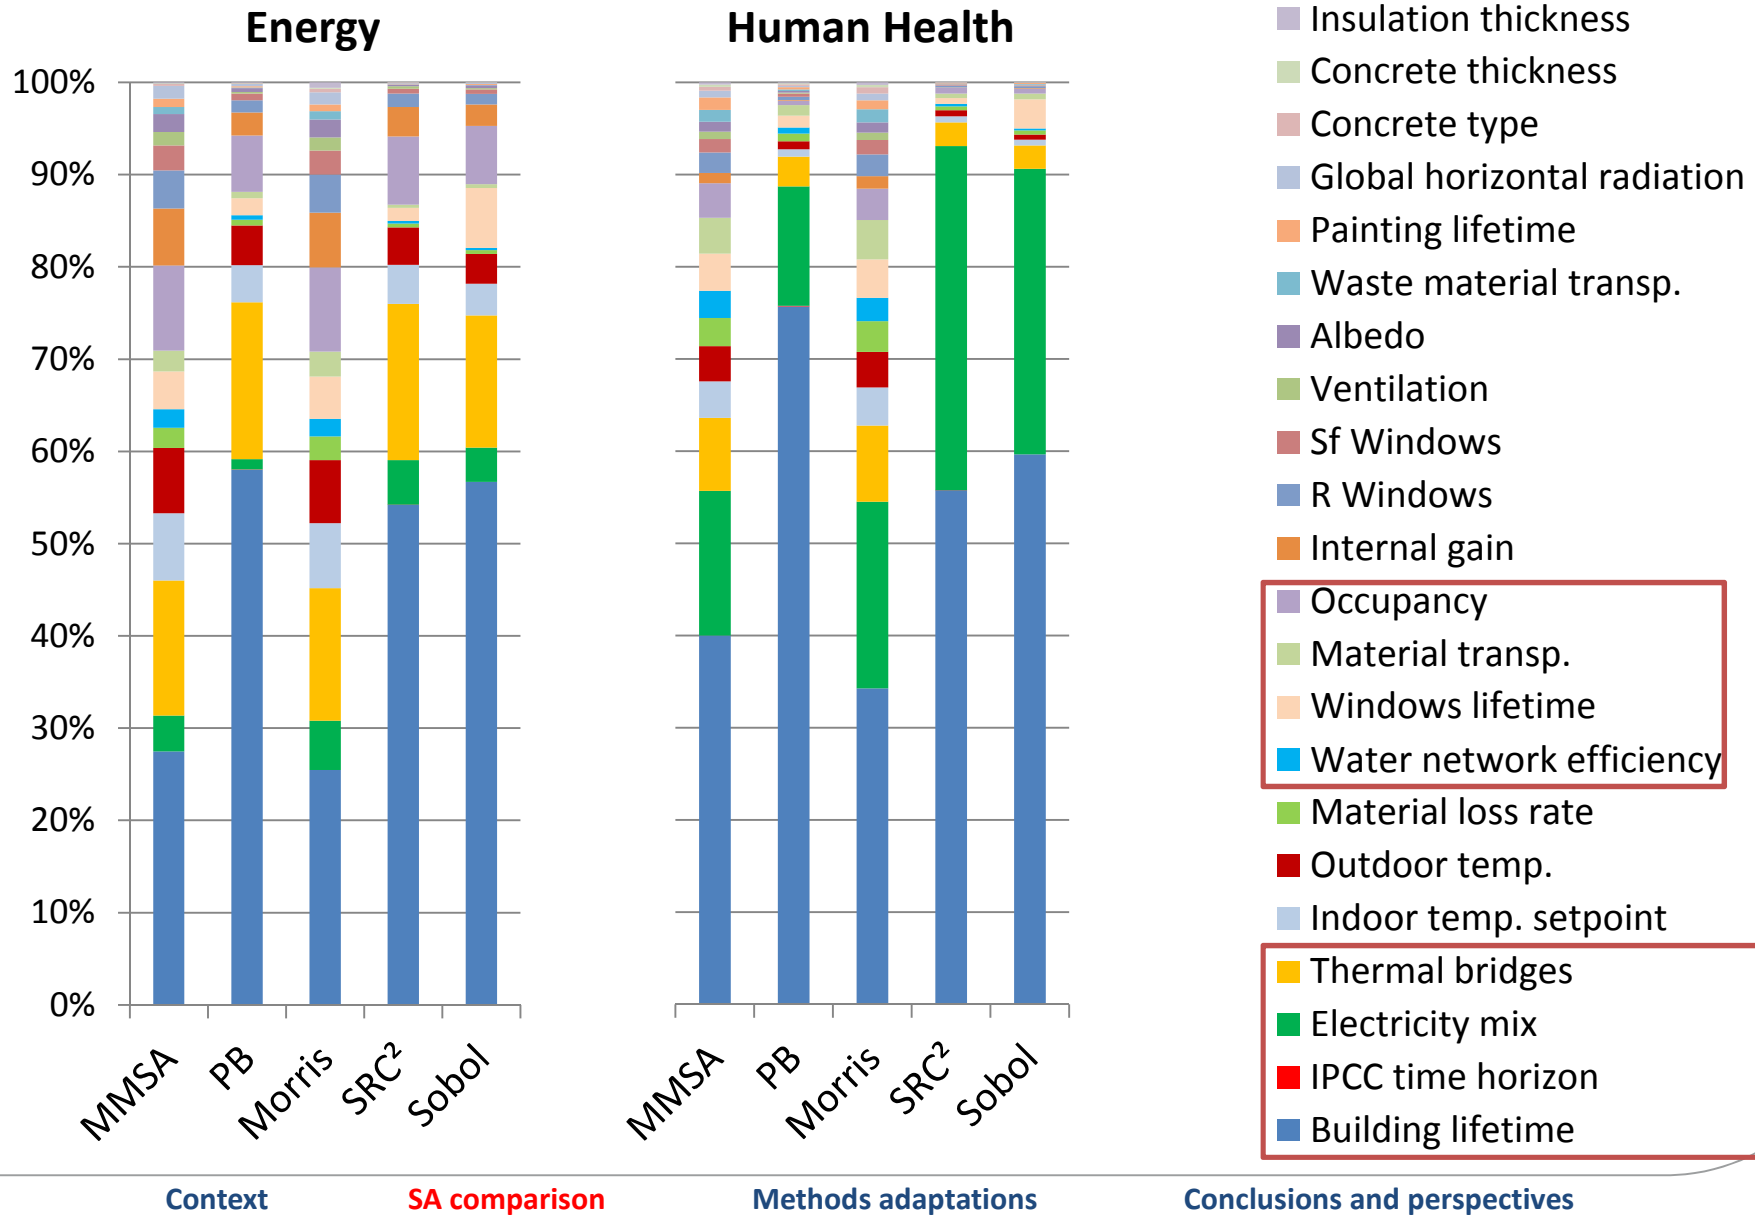 Energy
Human Health
100%
90%
80%
70%
60%
50%
40%
30%
20%
10%
0%
MMSA
PB
Morris
SRC²
Sobol
MMSA
PB
Morris
SRC²
Sobol
Insulation thickness
Concrete thickness
Concrete type
Global horizontal radiation
Painting lifetime
Waste material transp.
Albedo
Ventilation
Sf Windows
R Windows
Internal gain
Occupancy
Material transp.
Windows lifetime
Water network efficiency
Material loss rate
Outdoor temp.
Indoor temp. setpoint
Thermal bridges
Electricity mix
IPCC time horizon
Building lifetime
Context
SA comparison
Methods adaptations
Conclusions and perspectives